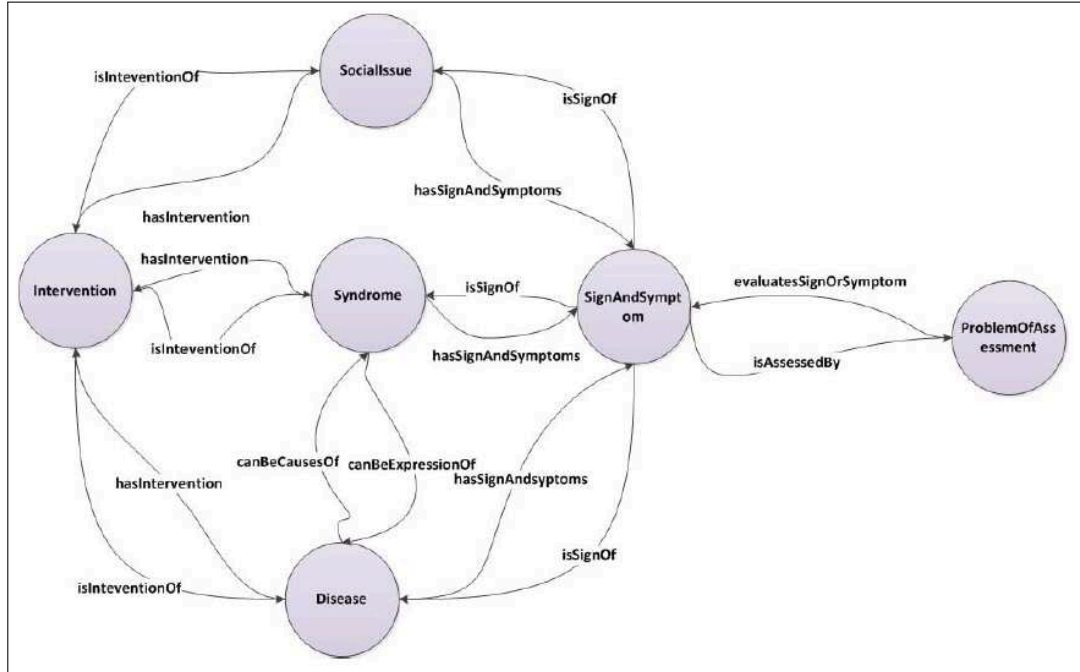 SocialIssue
isInteventionOf
isSignOf
hasSignAndSymptoms
hasIntervention
hasIntervention
Intervention
Syndrome
isSignOf
SignAndSympt
om
evaluatesSignOrSymptom
ProblemOfAss
essment
isInteventionOf
hasSignAndSymptoms
isAssessedBy
canBeCausesOf
canBeExpressionOf
hasSignAndsyptoms
hasIntervention
isSignOf
isInteventionOf
Disease